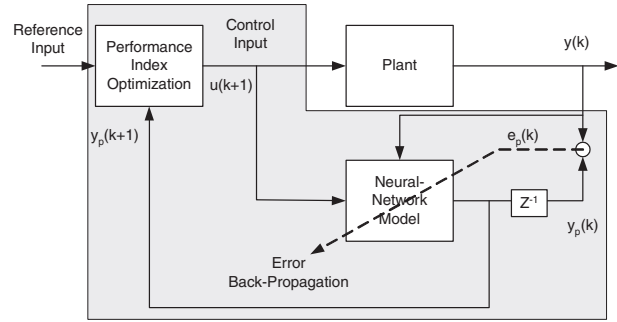 Reference
Input
Performance
Index
Optimization
Control
Input
u(k+1)
Plant
y(k)
y_p(k+1)
e_p(k)
Neural-
Network
Model
Z⁻¹
y_p(k)
Error
Back-Propagation